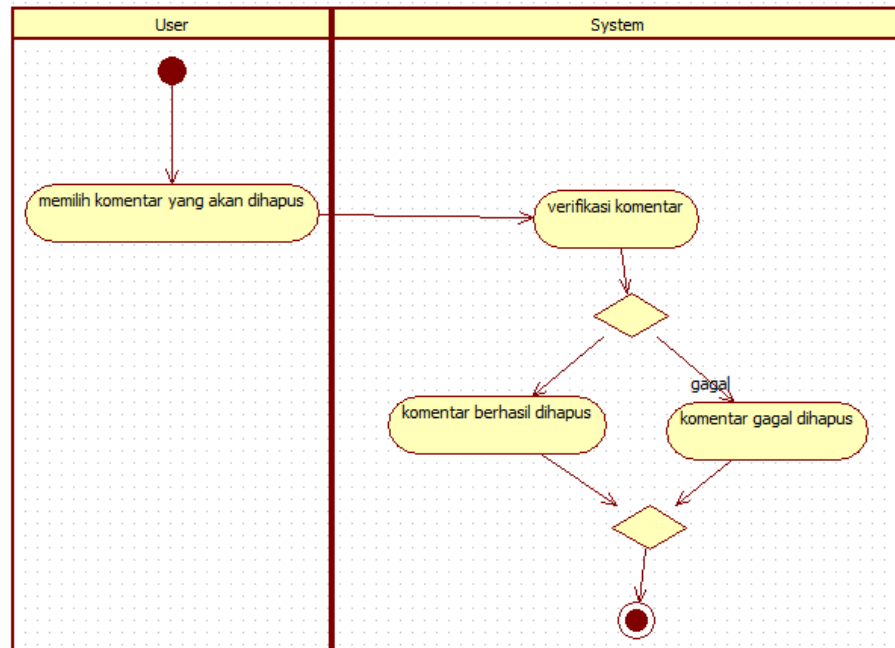 User
System
memilih komentar yang akan dihapus
verifikasi komentar
gagal
komentar berhasil dihapus
komentar gagal dihapus